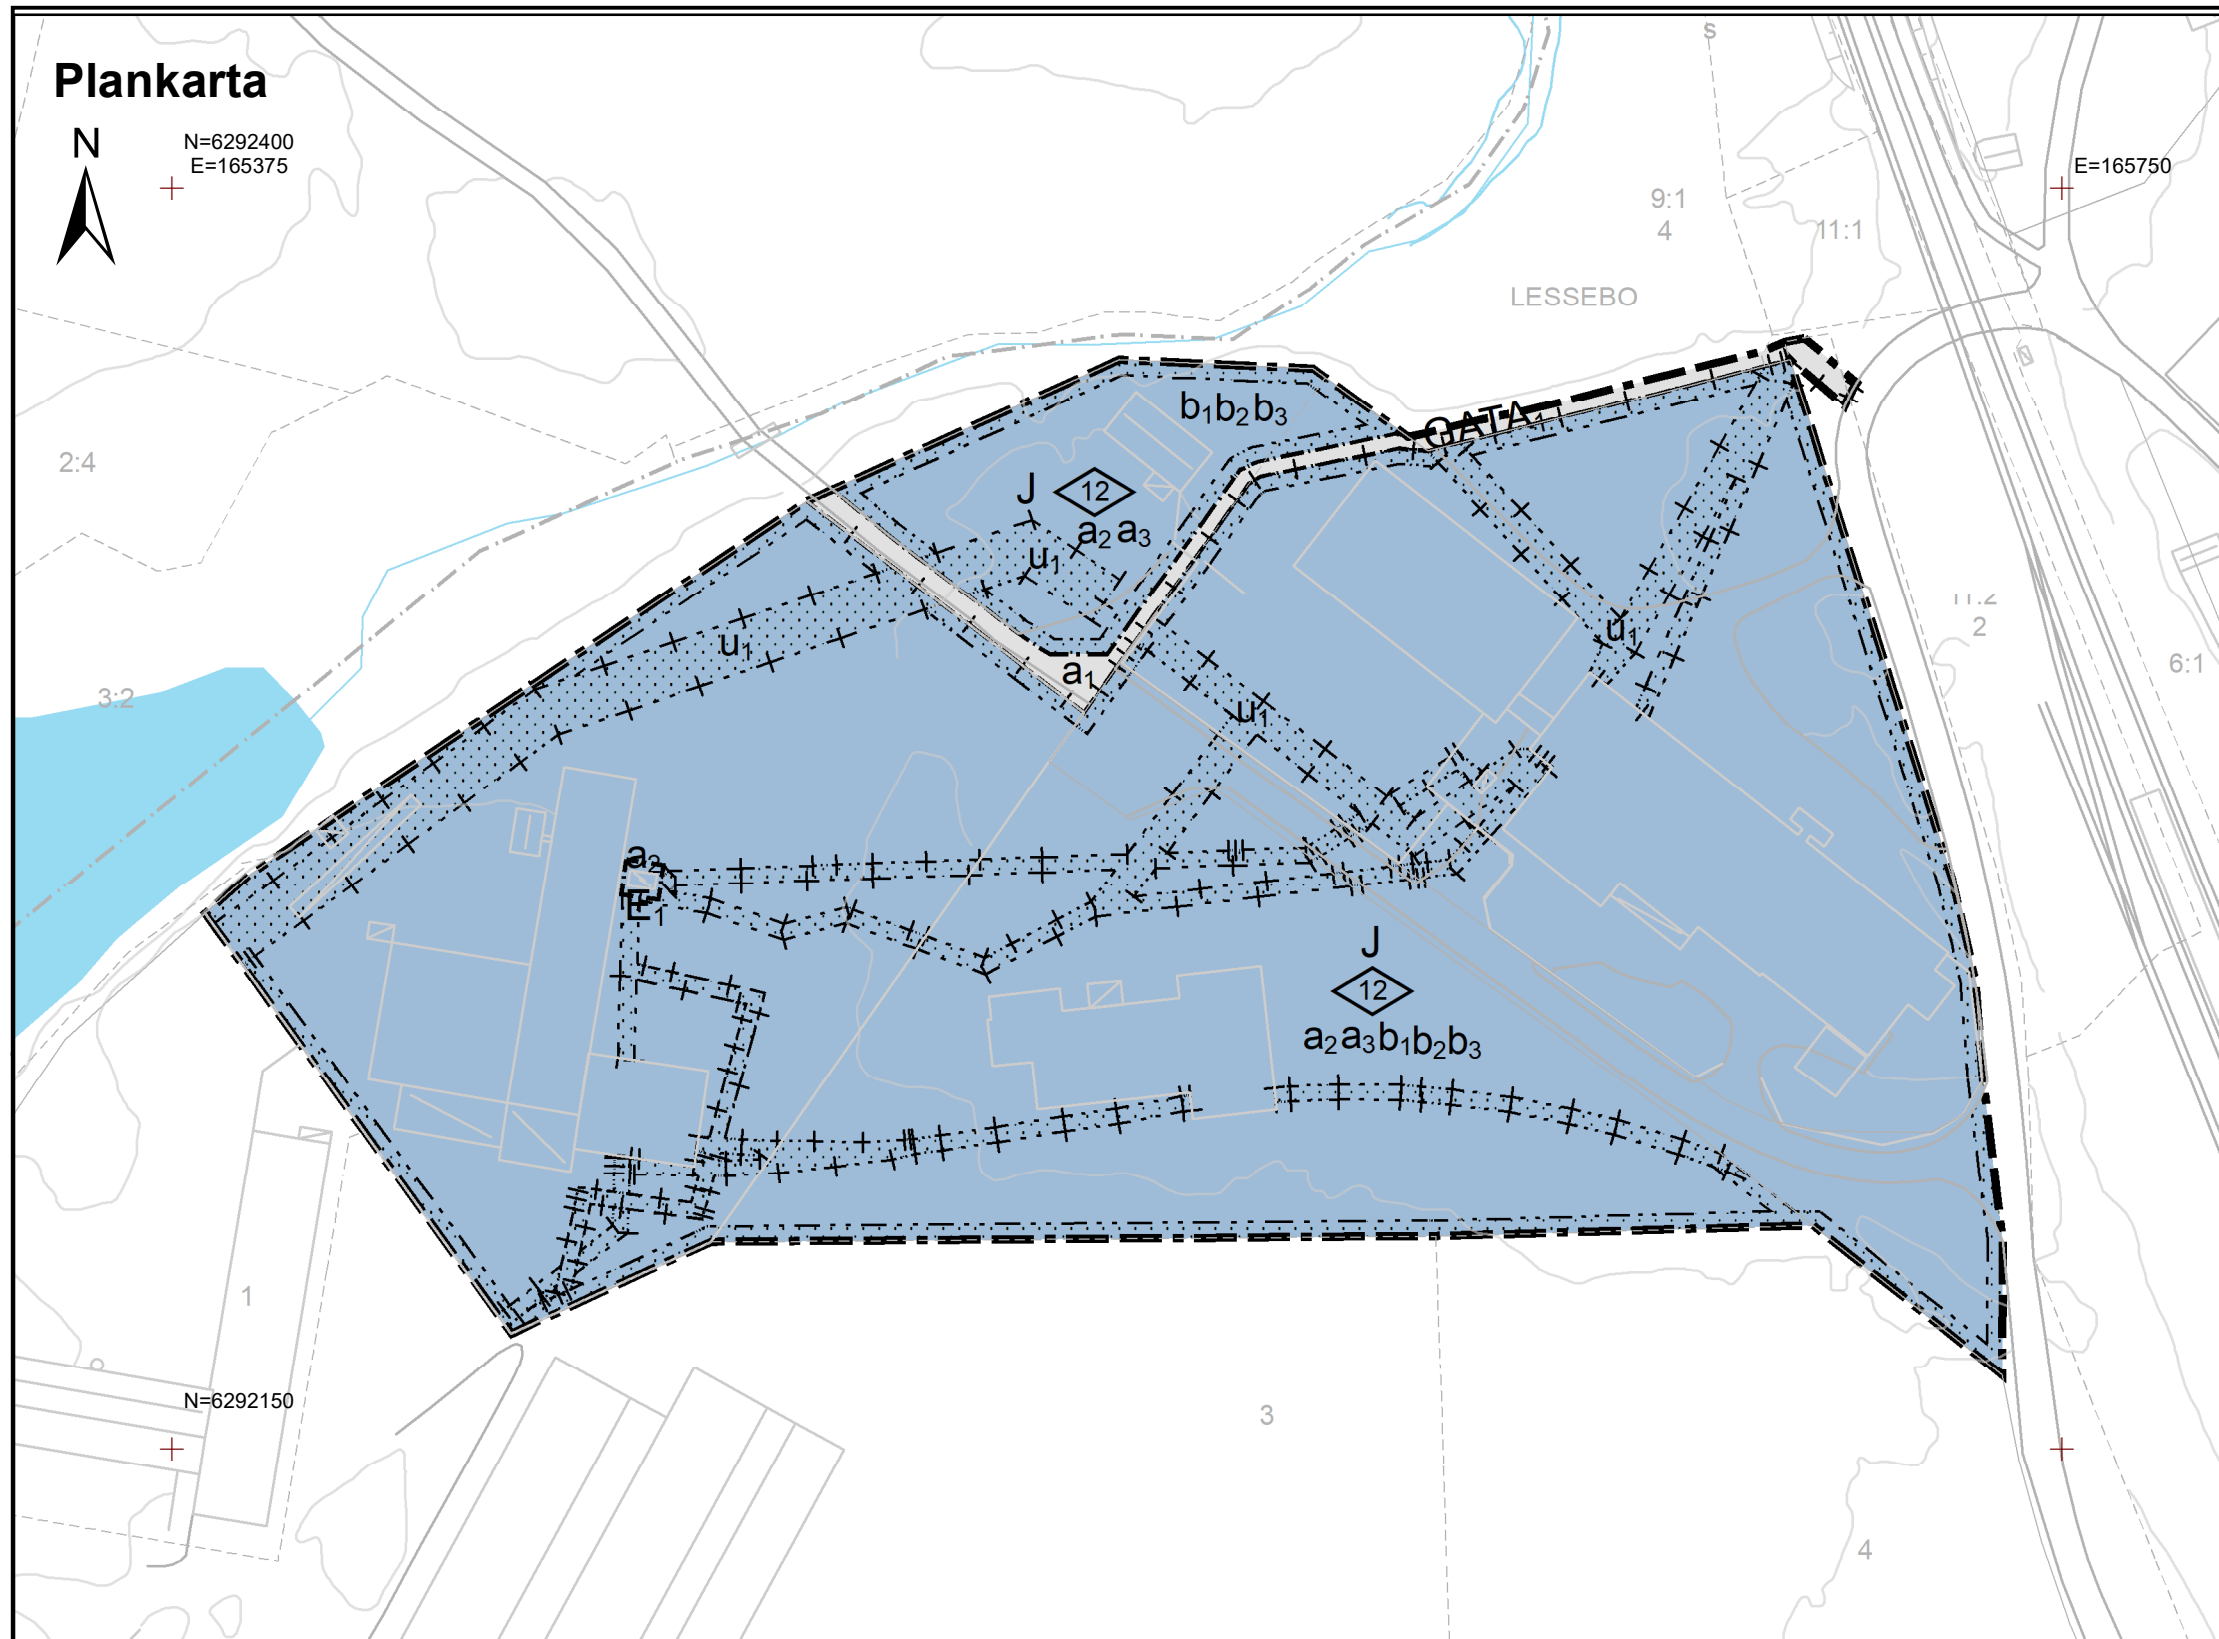 Plankarta
N
N=6292400
E=165375
s
E=165750
9:1
4
11:1
LESSEBO
b₁b₂b₃
GATA₁
2:4
J
12
a₂a₃
u₁
2
u₁
u₁
6:1
a₁
3:2
u₁
a₂
E₁
J
12
a₂a₃b₁b₂b₃
1
N=6292150
3
4